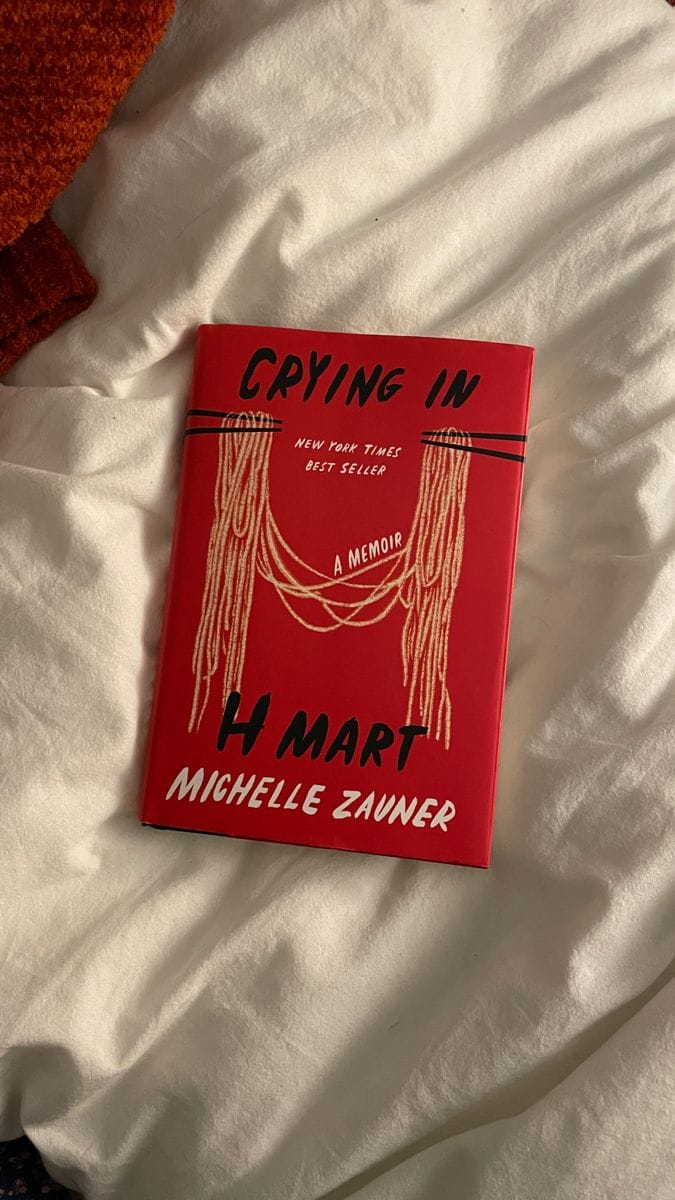 CRYING IN
NEW YORK TIMES
BEST SELLER
A MEMOIR
H MART
MICHELLE ZAUNER